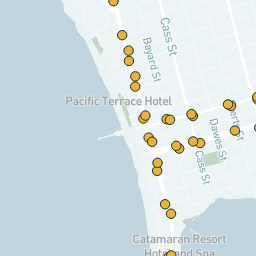 Cass St
Bayard St
Pacific Terrace Hotel
Dawes St
Cass St
Catamaran Resort
Hotel and Spa